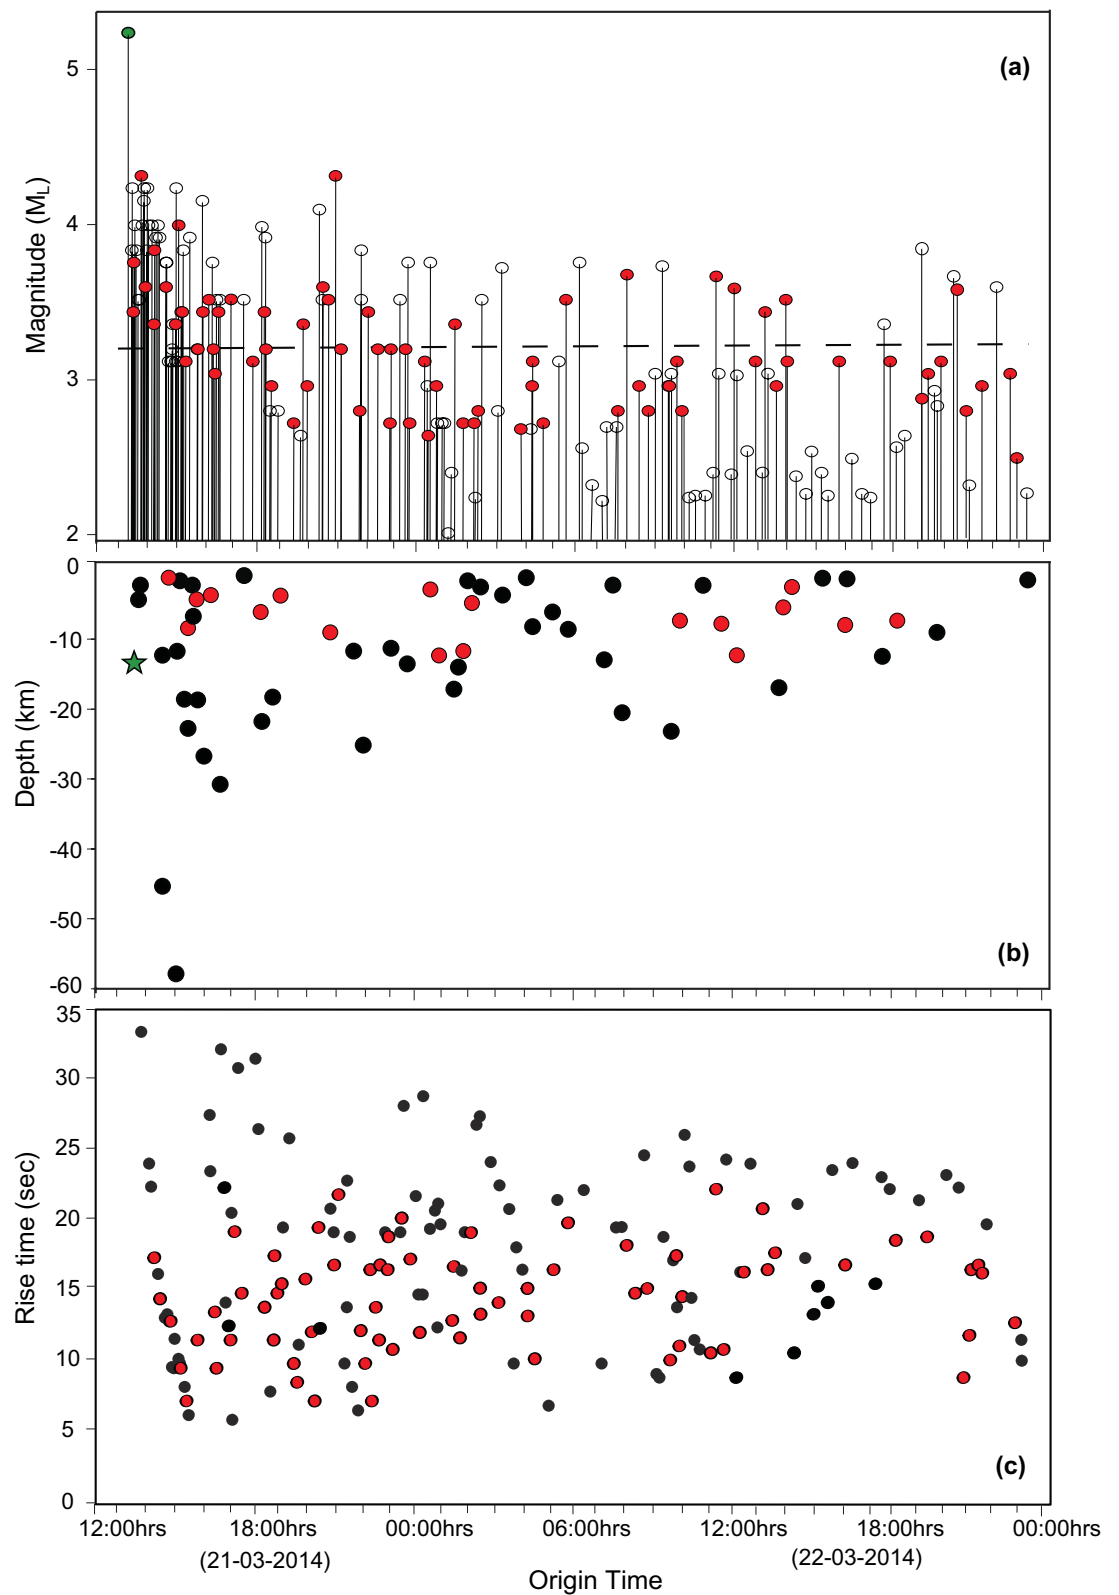 (a)
5
4
3
2
Magnitude (M_L)
0
-10
-20
-30
-40
-50
-60
Depth (km)
(b)
35
30
25
20
15
10
5
0
Rise time (sec)
(c)
12:00hrs 18:00hrs 00:00hrs 06:00hrs 12:00hrs 18:00hrs 00:00hrs
(21-03-2014) (22-03-2014)
Origin Time